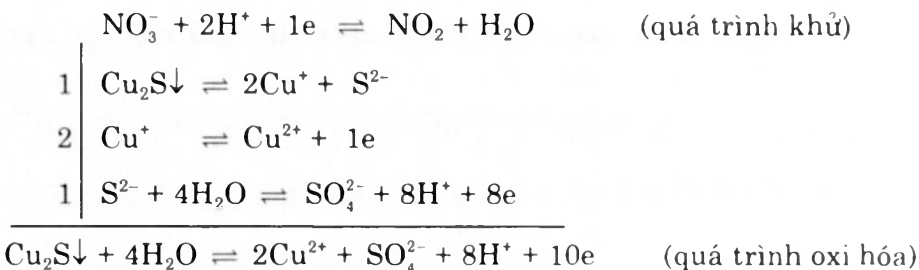 NO₃⁻ + 2H⁺ + 1e ⇌ NO₂ + H₂O (quá trình khử)
1 | Cu₂S↓ ⇌ 2Cu⁺ + S²⁻
2 | Cu⁺ ⇌ Cu²⁺ + 1e
1 | S²⁻ + 4H₂O ⇌ SO₄²⁻ + 8H⁺ + 8e
Cu₂S↓ + 4H₂O ⇌ 2Cu²⁺ + SO₄²⁻ + 8H⁺ + 10e (quá trình oxi hóa)